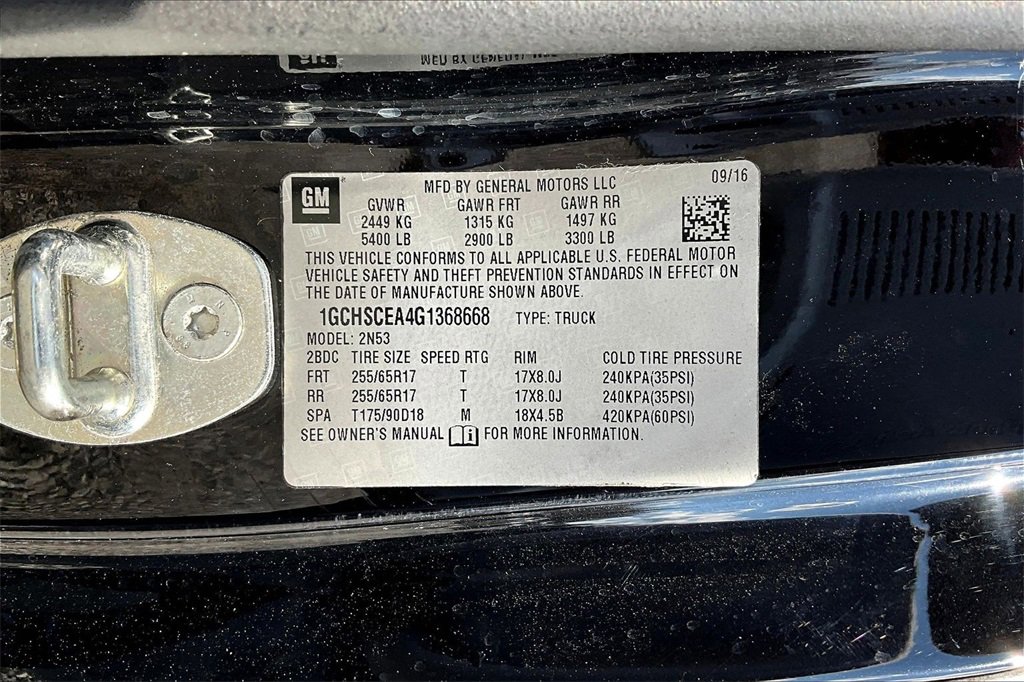 GM
MFD BY GENERAL MOTORS LLC 09/16
GVWR GAWR FRT GAWR RR
2449 KG 1315 KG 1497 KG
5400 LB 2900 LB 3300 LB
THIS VEHICLE CONFORMS TO ALL APPLICABLE U.S. FEDERAL MOTOR
VEHICLE SAFETY AND THEFT PREVENTION STANDARDS IN EFFECT ON
THE DATE OF MANUFACTURE SHOWN ABOVE.
1GCHSCEA4G1368668 TYPE: TRUCK
MODEL: 2N53
2BDC TIRE SIZE SPEED RTG RIM COLD TIRE PRESSURE
FRT 255/65R17 T 17X8.0J 240KPA(35PSI)
RR 255/65R17 T 17X8.0J 240KPA(35PSI)
SPA T175/90D18 M 18X4.5B 420KPA(60PSI)
SEE OWNER'S MANUAL FOR MORE INFORMATION.